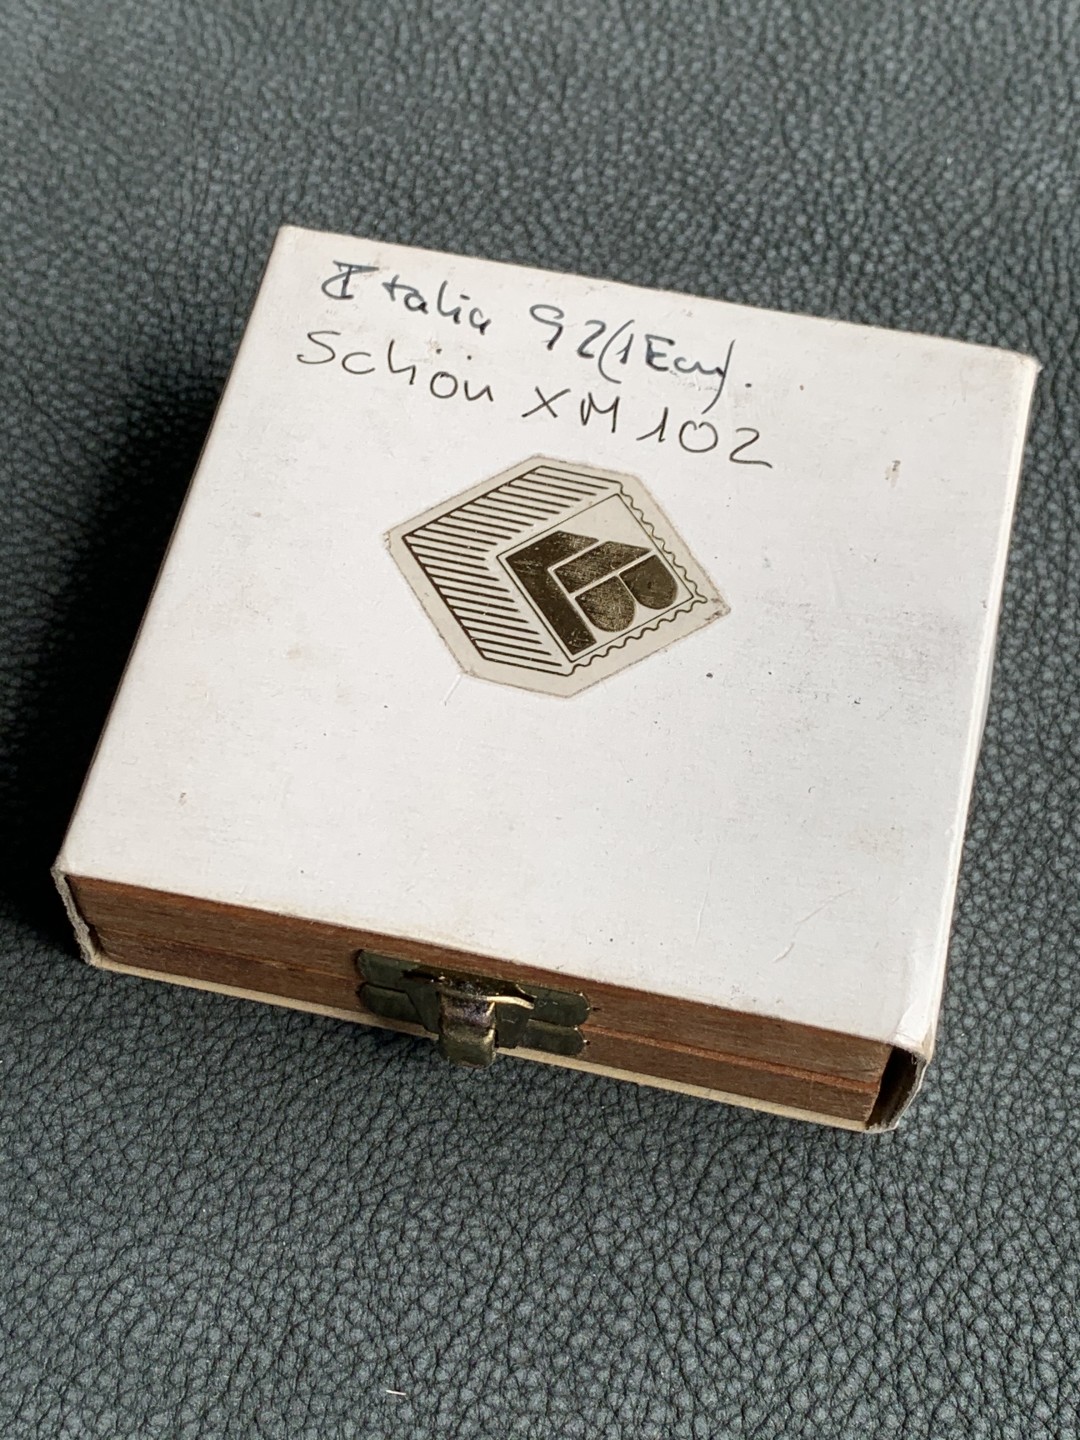 Italia 92 (1 Ecu).
Schön XM 102